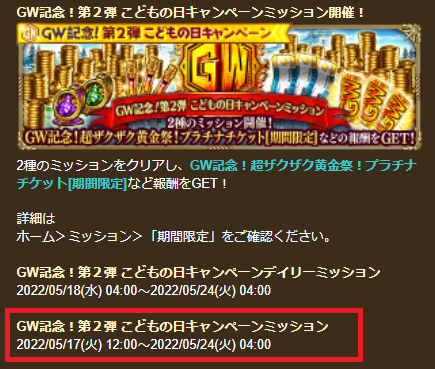 GW記念！第２弾 こどもの日キャンペーンミッション開催！
GW記念！第２弾 こどもの日キャンペーン
GW
GW記念！第２弾 こどもの日キャンペーンミッション
2種のミッション開催！
GW記念！超ザクザク黄金祭！プラチナチケット[期間限定]などの報酬をGET！
2種のミッションをクリアし、GW記念！超ザクザク黄金祭！プラチナ
チケット[期間限定]など報酬をGET！
詳細は
ホーム＞ミッション＞「期間限定」をご確認ください。
GW記念！第２弾 こどもの日キャンペーンデイリーミッション
2022/05/18(水) 04:00～2022/05/24(火) 04:00
GW記念！第２弾 こどもの日キャンペーンミッション
2022/05/17(火) 12:00～2022/05/24(火) 04:00